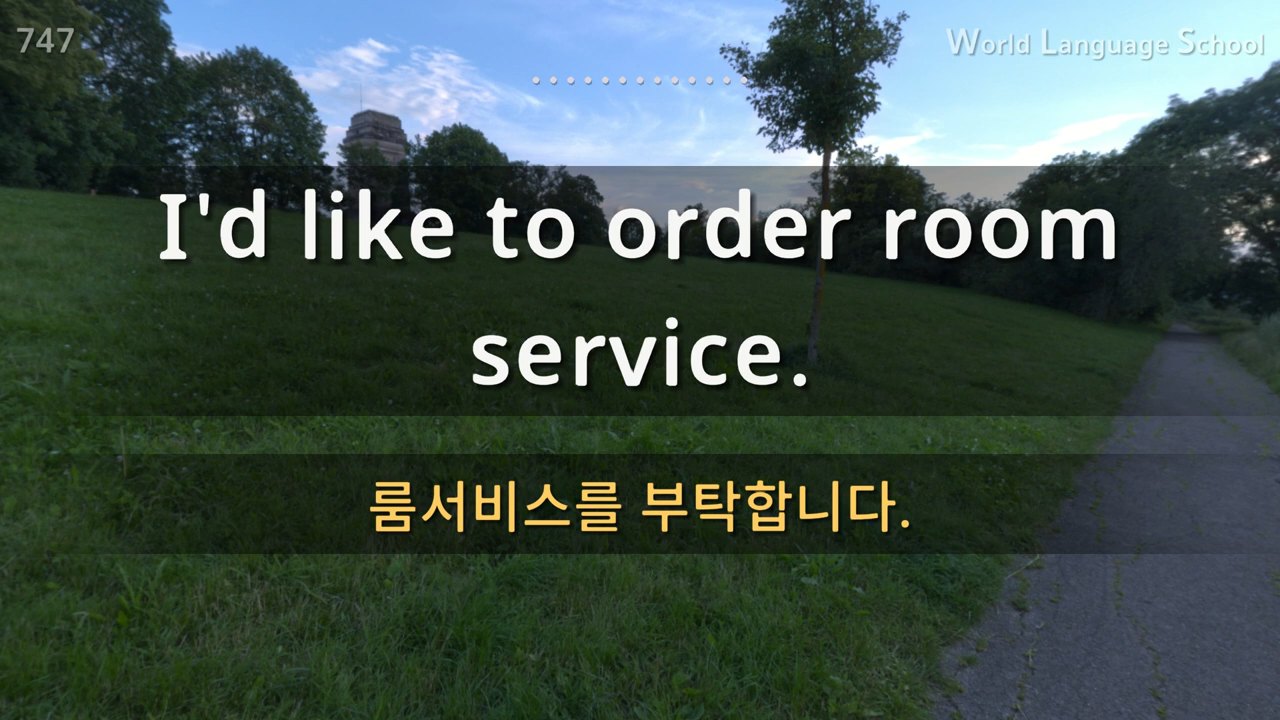 747
World Language School
I'd like to order room
service.
룸서비스를 부탁합니다.